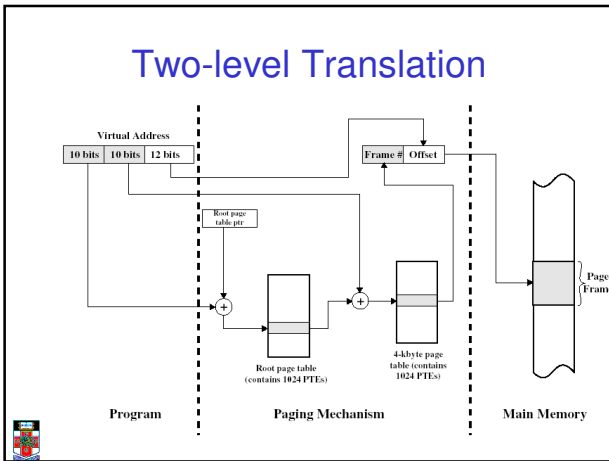 Two-level Translation
Virtual Address
10 bits 10 bits 12 bits
Frame # Offset
Root page
table ptr
+
+
Page
Frame
Root page table
(contains 1024 PTEs)
4-kbyte page
table (contains
1024 PTEs)
Program
Paging Mechanism
Main Memory